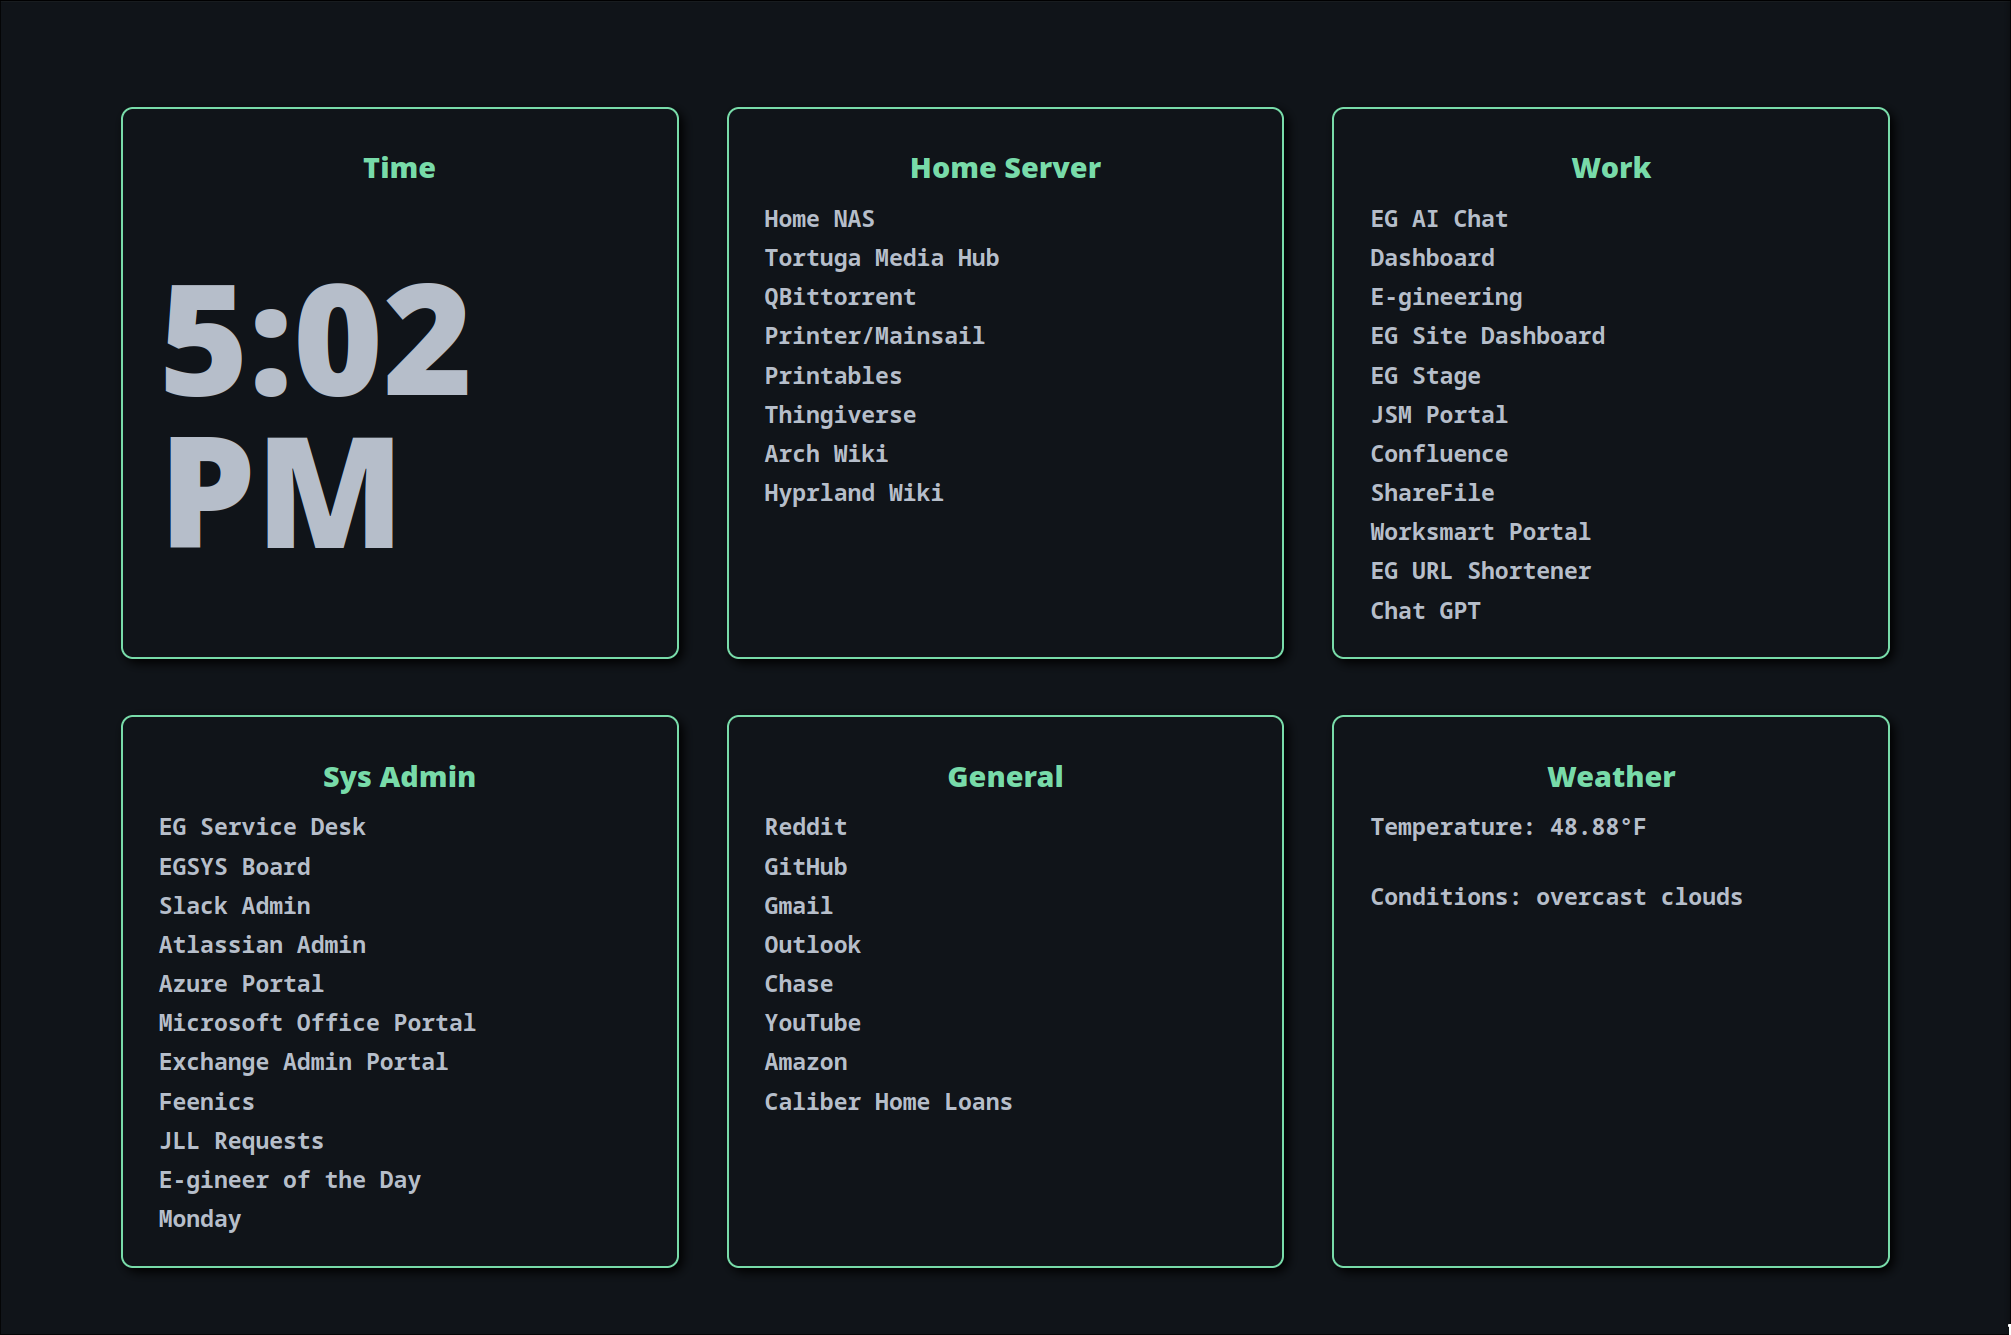 Time
5:02
PM
Home Server
Home NAS
Tortuga Media Hub
QBittorrent
Printer/Mainsail
Printables
Thingiverse
Arch Wiki
Hyprland Wiki
Work
EG AI Chat
Dashboard
E-gineering
EG Site Dashboard
EG Stage
JSM Portal
Confluence
ShareFile
Worksmart Portal
EG URL Shortener
Chat GPT
Sys Admin
EG Service Desk
EGSYS Board
Slack Admin
Atlassian Admin
Azure Portal
Microsoft Office Portal
Exchange Admin Portal
Feenics
JLL Requests
E-gineer of the Day
Monday
General
Reddit
GitHub
Gmail
Outlook
Chase
YouTube
Amazon
Caliber Home Loans
Weather
Temperature: 48.88°F
Conditions: overcast clouds